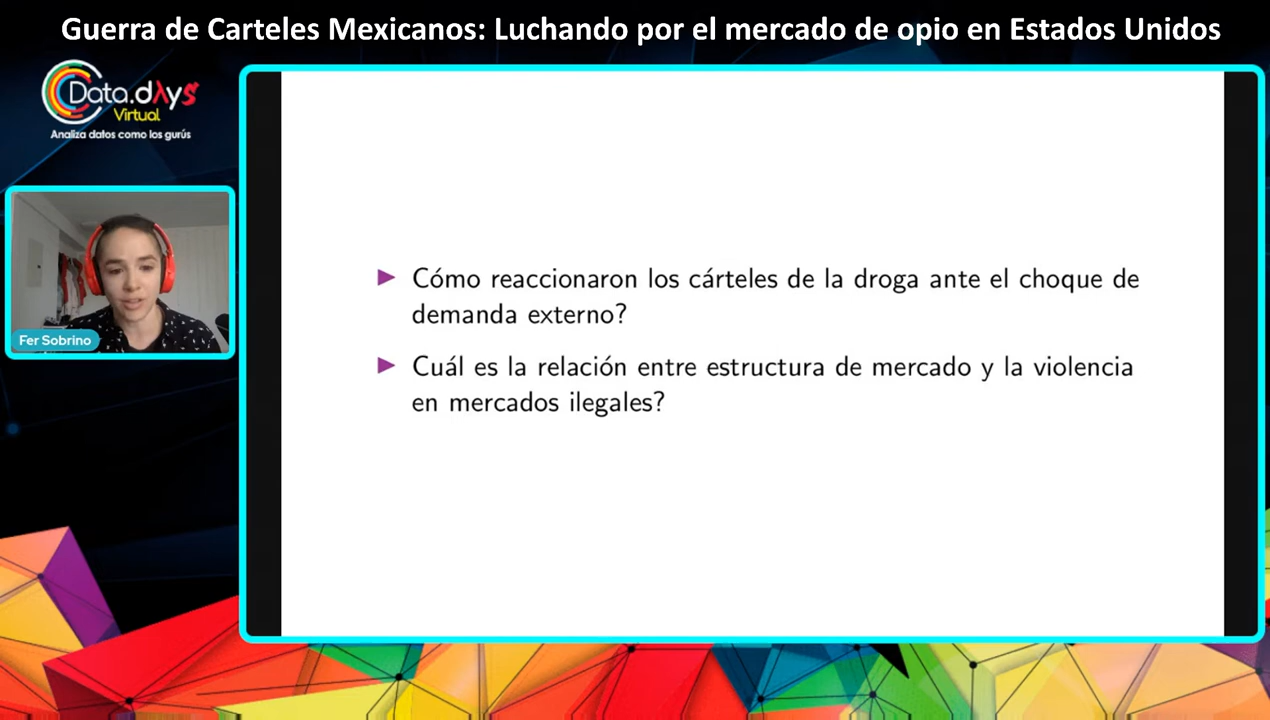 Guerra de Carteles Mexicanos: Luchando por el mercado de opio en Estados Unidos
Data.dλys
Virtual
Analiza datos como los gurús
Fer Sobrino
Cómo reaccionaron los cárteles de la droga ante el choque de
demanda externo?
Cuál es la relación entre estructura de mercado y la violencia
en mercados ilegales?